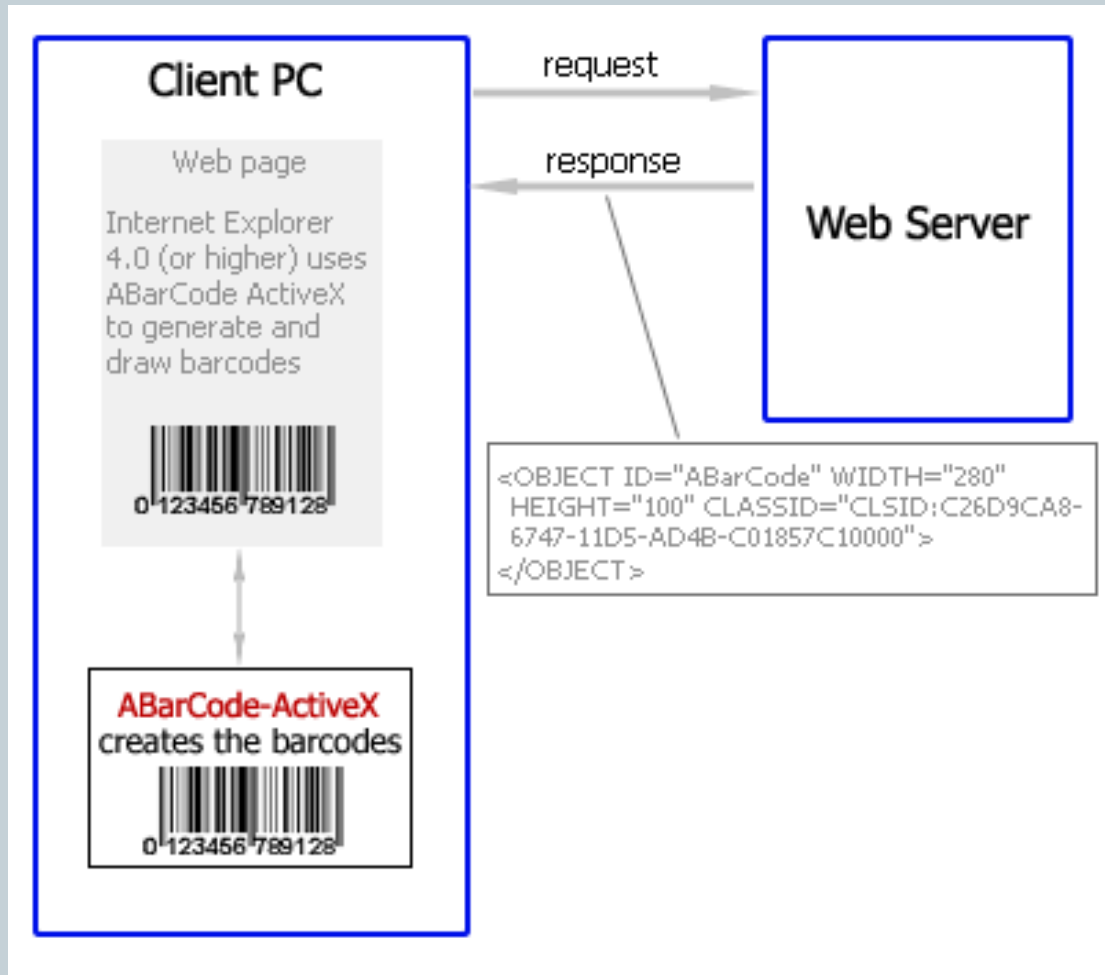 Client PC
Web page
Internet Explorer
4.0 (or higher) uses
ABarCode ActiveX
to generate and
draw barcodes
0 123456 789128
ABarCode-ActiveX
creates the barcodes
0 123456 789128
request
response
Web Server
<OBJECT ID="ABarCode" WIDTH="280"
HEIGHT="100" CLASSID="CLSID:C26D9CA8-
6747-11D5-AD4B-C01857C10000">
</OBJECT>